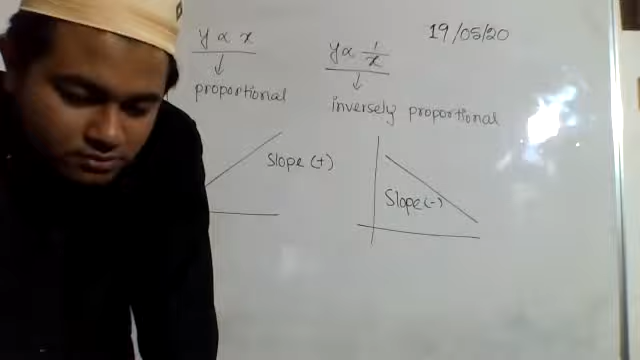 19/05/20
y ∝ x
y ∝ 1/x
↓
↓
proportional
inversely proportional
Slope (+)
Slope (-)